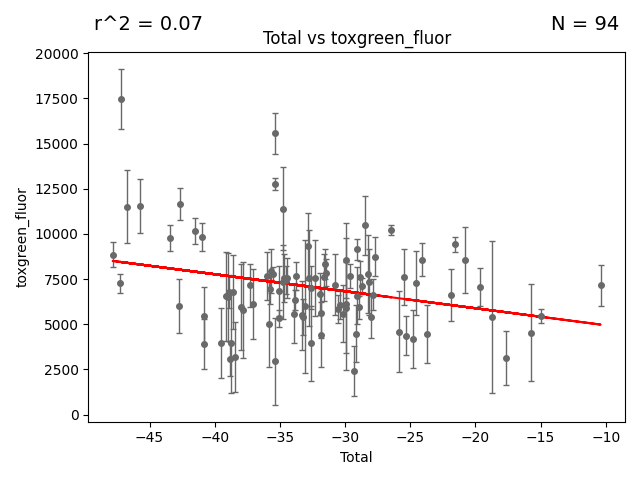 r^2 = 0.07
N = 94
Total vs toxgreen_fluor
20000
17500
15000
12500
10000
7500
5000
2500
0
toxgreen_fluor
−45 −40 −35 −30 −25 −20 −15 −10
Total